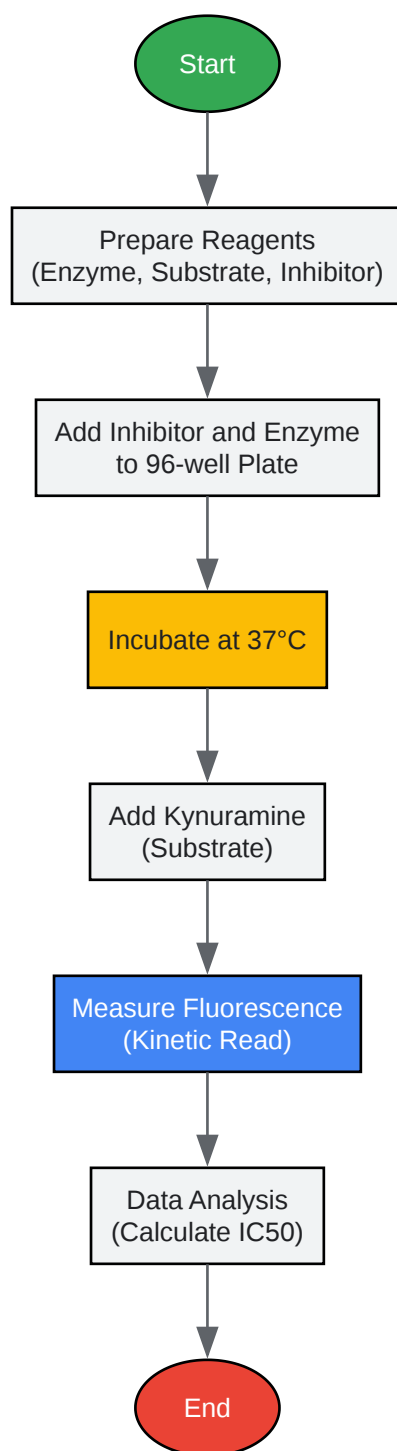 Start
Prepare Reagents
(Enzyme, Substrate, Inhibitor)
Add Inhibitor and Enzyme
to 96-well Plate
Incubate at 37°C
Add Kynuramine
(Substrate)
Measure Fluorescence
(Kinetic Read)
Data Analysis
(Calculate IC50)
End